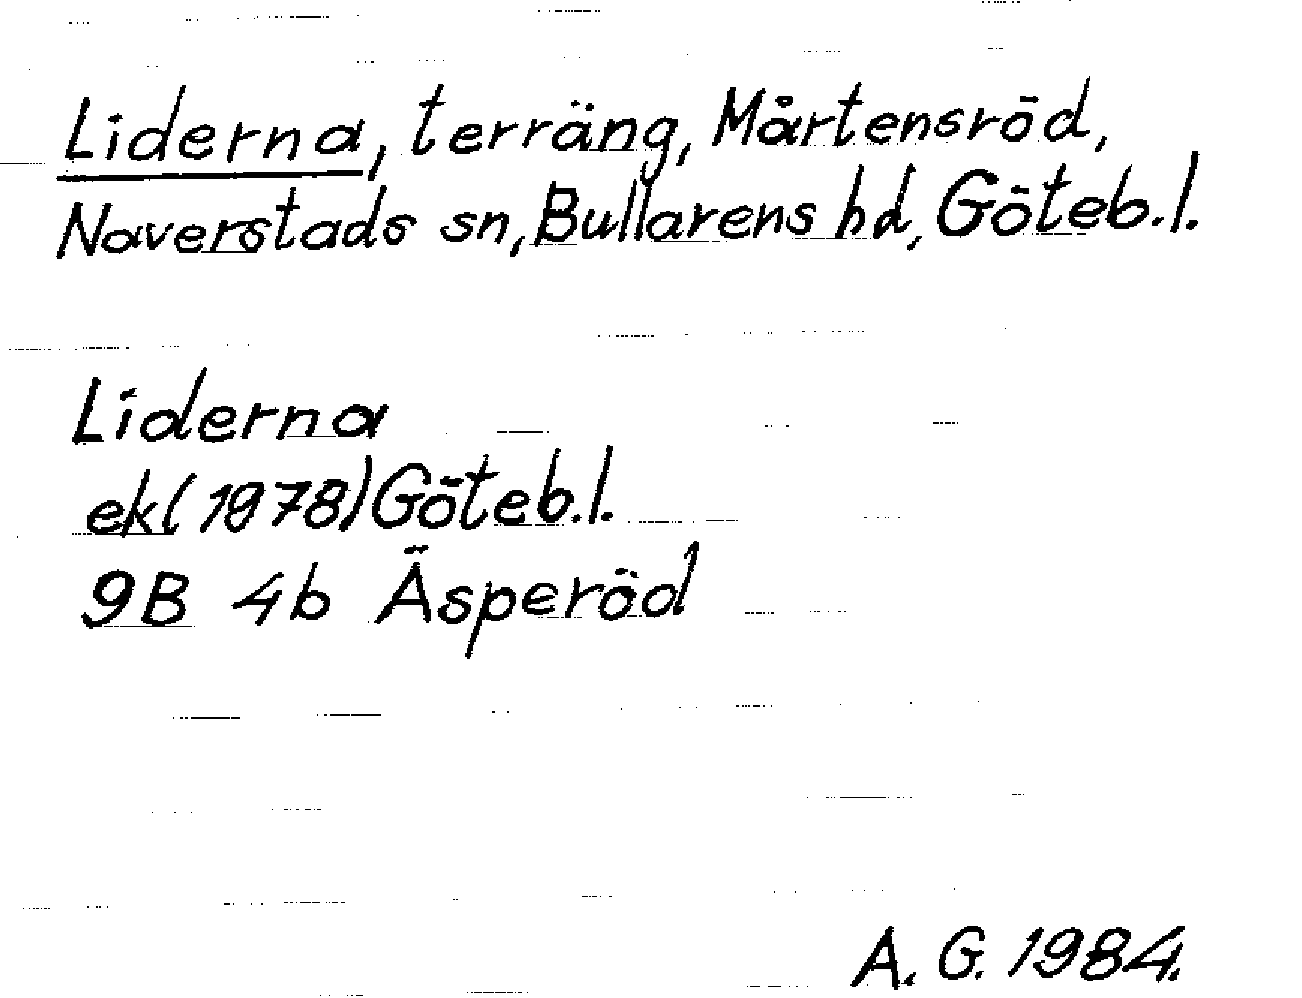 Liderna, terräng, Mårtensröd,
Naverstads sn, Bullarens hd, Göteb.l.
Liderna
ek (1978) Göteb.l.
9B 4b Äsperöd
A. G. 1984.